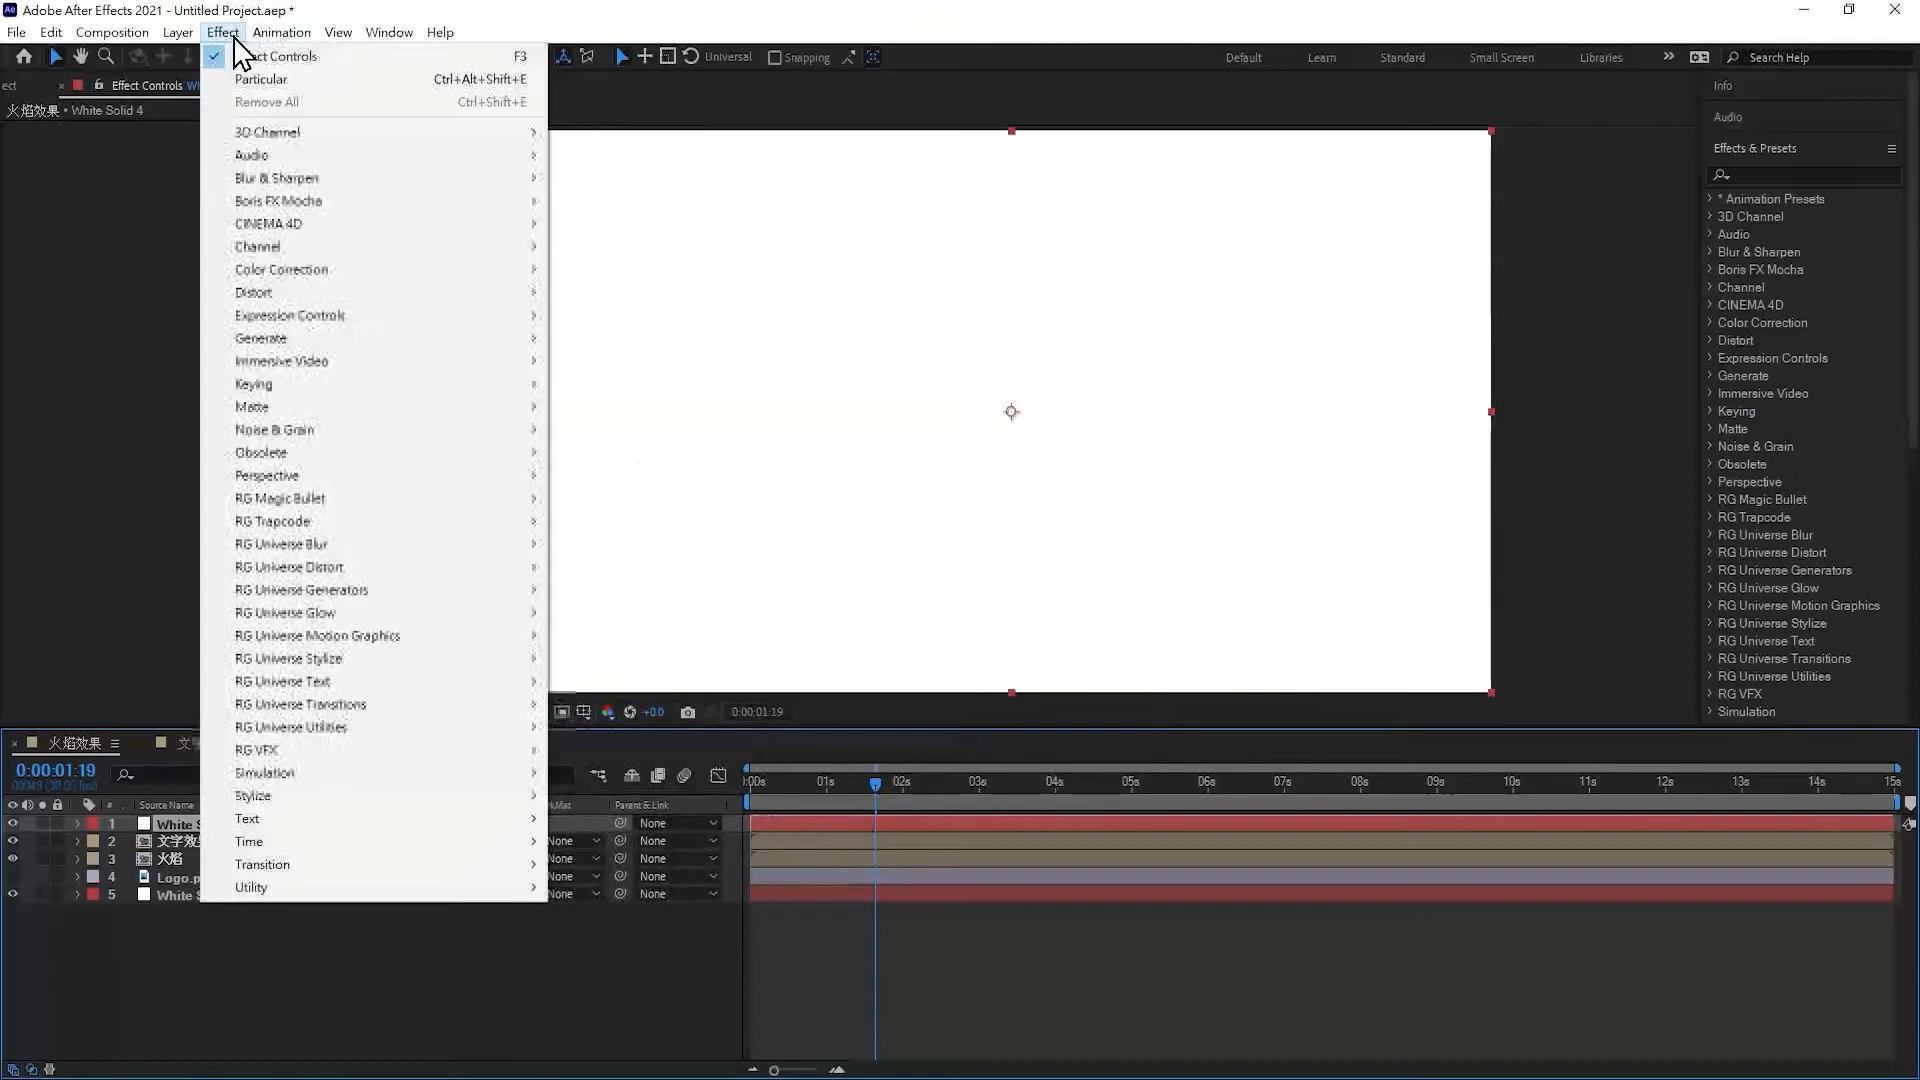 Adobe After Effects 2021 - Untitled Project.aep *
File Edit Composition Layer Effect Animation View Window Help
Universal Snapping Default Learn Standard Small Screen Libraries Search Help
Effect Controls
火焰效果 • White Solid 4
ct Controls F3
Particular Ctrl+Alt+Shift+E
Remove All Ctrl+Shift+E
3D Channel
Audio
Blur & Sharpen
Boris FX Mocha
CINEMA 4D
Channel
Color Correction
Distort
Expression Controls
Generate
Immersive Video
Keying
Matte
Noise & Grain
Obsolete
Perspective
RG Magic Bullet
RG Trapcode
RG Universe Blur
RG Universe Distort
RG Universe Generators
RG Universe Glow
RG Universe Motion Graphics
RG Universe Stylize
RG Universe Text
RG Universe Transitions
RG Universe Utilities
RG VFX
Simulation
Stylize
Text
Time
Transition
Utility
Info
Audio
Effects & Presets
* Animation Presets
3D Channel
Audio
Blur & Sharpen
Boris FX Mocha
Channel
CINEMA 4D
Color Correction
Distort
Expression Controls
Generate
Immersive Video
Keying
Matte
Noise & Grain
Obsolete
Perspective
RG Magic Bullet
RG Trapcode
RG Universe Blur
RG Universe Distort
RG Universe Generators
RG Universe Glow
RG Universe Motion Graphics
RG Universe Stylize
RG Universe Text
RG Universe Transitions
RG Universe Utilities
RG VFX
Simulation
+0.0 0:00:01:19
火焰效果
0:00:01:19
:00s 01s 02s 03s 04s 05s 06s 07s 08s 09s 10s 11s 12s 13s 14s 15s
# Source Name Parent & Link
1 White S None
2 文字效 None None
3 火焰 None None
4 Logo.p None None
5 White S None None